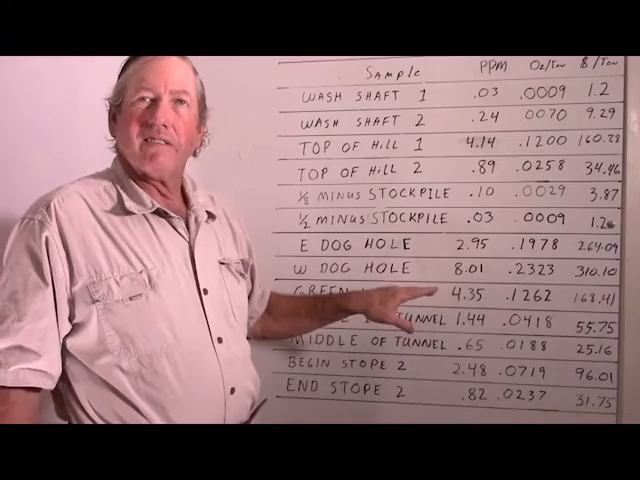 SAMPLE PPM OZ/TON $/TON
WASH SHAFT 1 .03 .0009 1.2
WASH SHAFT 2 .24 .0070 9.29
TOP OF HILL 1 4.14 .1200 160.28
TOP OF HILL 2 .89 .0258 34.46
1/8 MINUS STOCKPILE .10 .0029 3.87
1/2 MINUS STOCKPILE .03 .0009 1.20
E DOG HOLE 2.95 .1978 264.09
W DOG HOLE 8.01 .2323 310.10
GREEN 4.35 .1262 168.41
TUNNEL 1.44 .0418 55.75
MIDDLE OF TUNNEL .65 .0188 25.16
BEGIN STOPE 2 2.48 .0719 96.01
END STOPE 2 .82 .0237 31.75